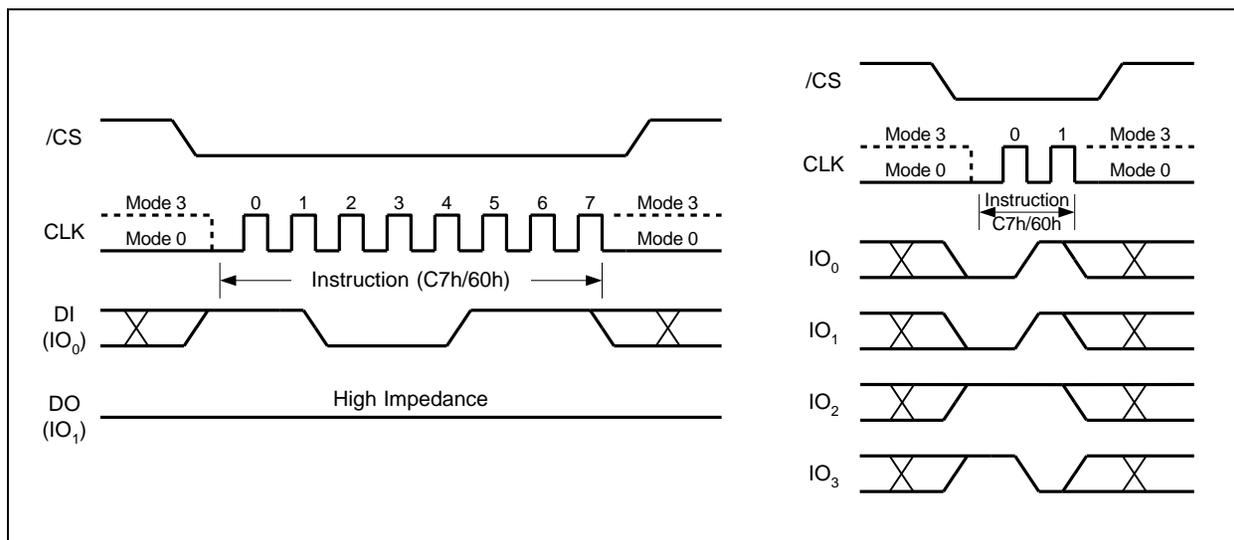 /CS
Mode 3 0 1 2 3 4 5 6 7 Mode 3
CLK Mode 0 Mode 0
Instruction (C7h/60h)
DI
(IO0)
High Impedance
DO
(IO1)
/CS
Mode 3 0 1 Mode 3
CLK Mode 0 Mode 0
Instruction
C7h/60h
IO0
IO1
IO2
IO3